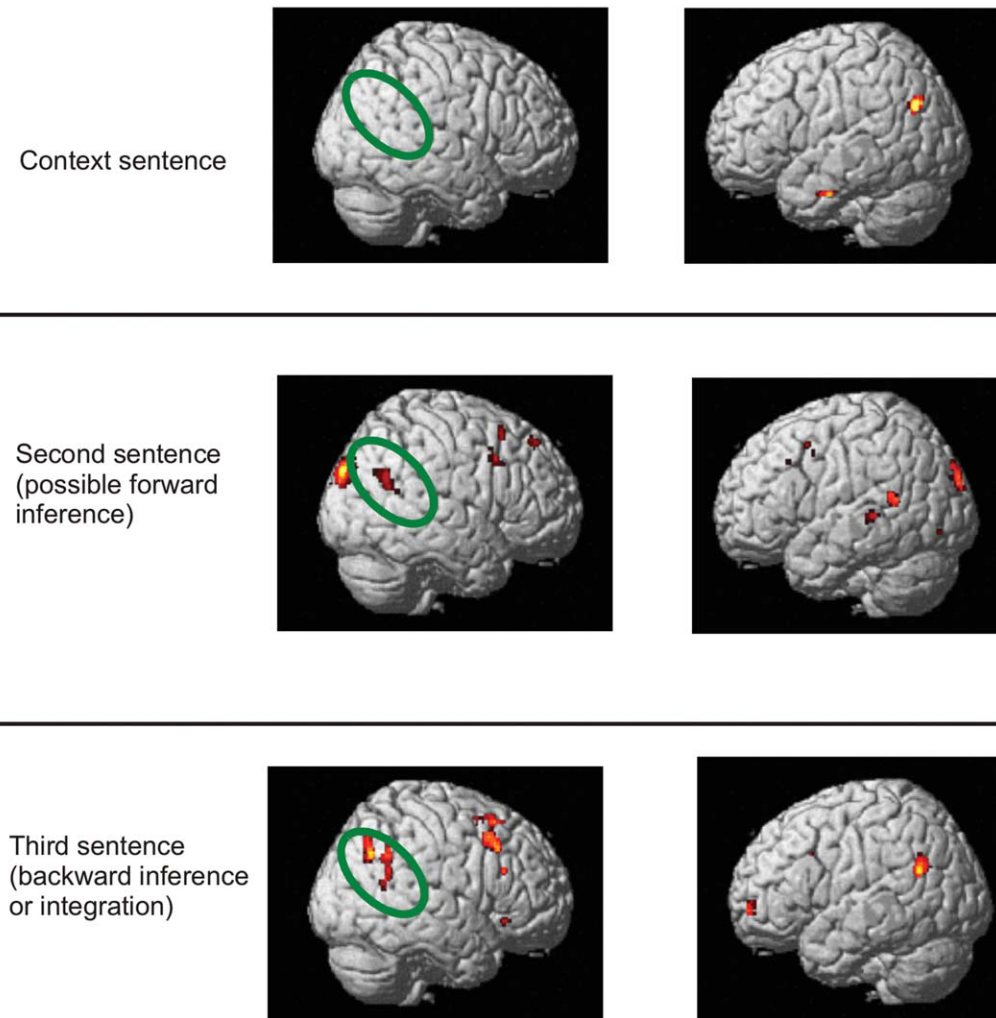 Context sentence
Second sentence
(possible forward
inference)
Third sentence
(backward inference
or integration)